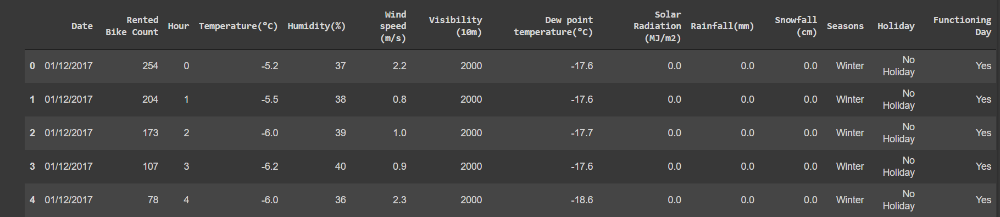 Date Rented Bike Count Hour Temperature(°C) Humidity(%) Wind speed (m/s) Visibility (10m) Dew point temperature(°C) Solar Radiation (MJ/m2) Rainfall(mm) Snowfall (cm) Seasons Holiday Functioning Day
0 01/12/2017 254 0 -5.2 37 2.2 2000 -17.6 0.0 0.0 0.0 Winter No Holiday Yes
1 01/12/2017 204 1 -5.5 38 0.8 2000 -17.6 0.0 0.0 0.0 Winter No Holiday Yes
2 01/12/2017 173 2 -6.0 39 1.0 2000 -17.7 0.0 0.0 0.0 Winter No Holiday Yes
3 01/12/2017 107 3 -6.2 40 0.9 2000 -17.6 0.0 0.0 0.0 Winter No Holiday Yes
4 01/12/2017 78 4 -6.0 36 2.3 2000 -18.6 0.0 0.0 0.0 Winter No Holiday Yes